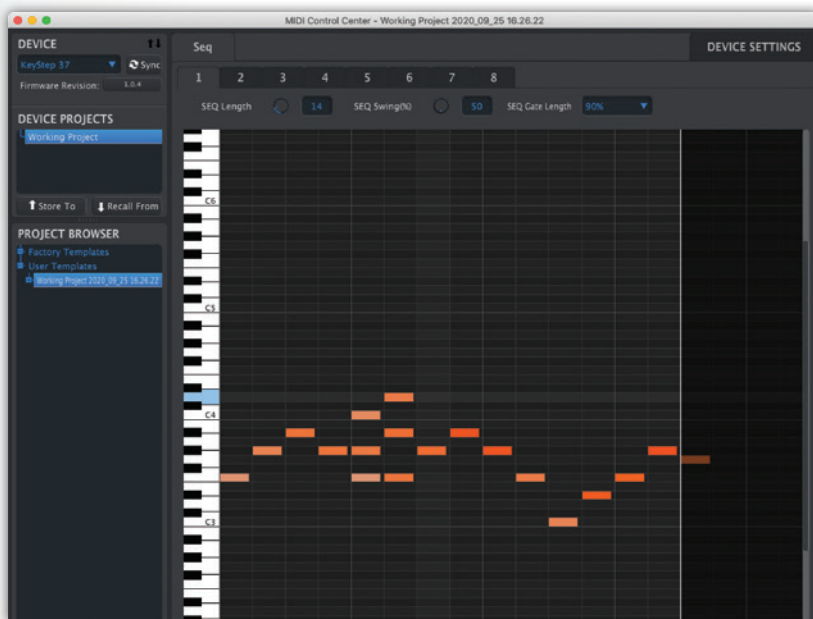 MIDI Control Center - Working Project 2020_09_25 16.26.22
DEVICE
KeyStep 37
Sync
Firmware Revision:
1.0.4
DEVICE PROJECTS
Working Project
Store To
Recall From
PROJECT BROWSER
Factory Templates
User Templates
Working Project 2020_09_25 16.26.22
Seq
DEVICE SETTINGS
1 2 3 4 5 6 7 8
SEQ Length 14 SEQ Swing(%) 50 SEQ Gate Length 90%
C6
C5
C4
C3